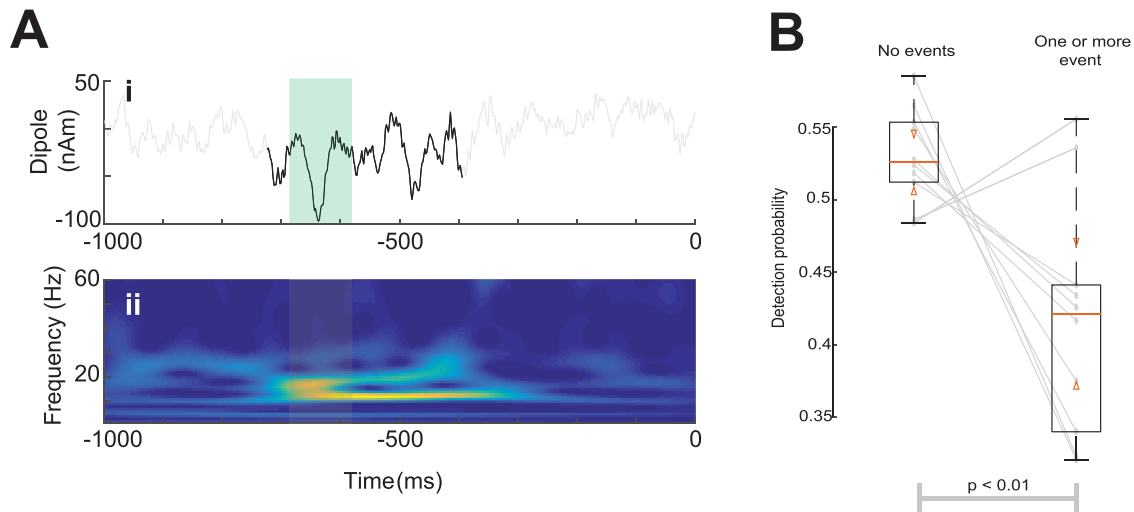 A
i
50
Dipole
(nAm)
-100
-1000
-500
0
ii
60
Frequency (Hz)
20
-1000
-500
0
Time(ms)
B
No events
One or more
event
Detection probability
0.55
0.5
0.45
0.4
0.35
p < 0.01